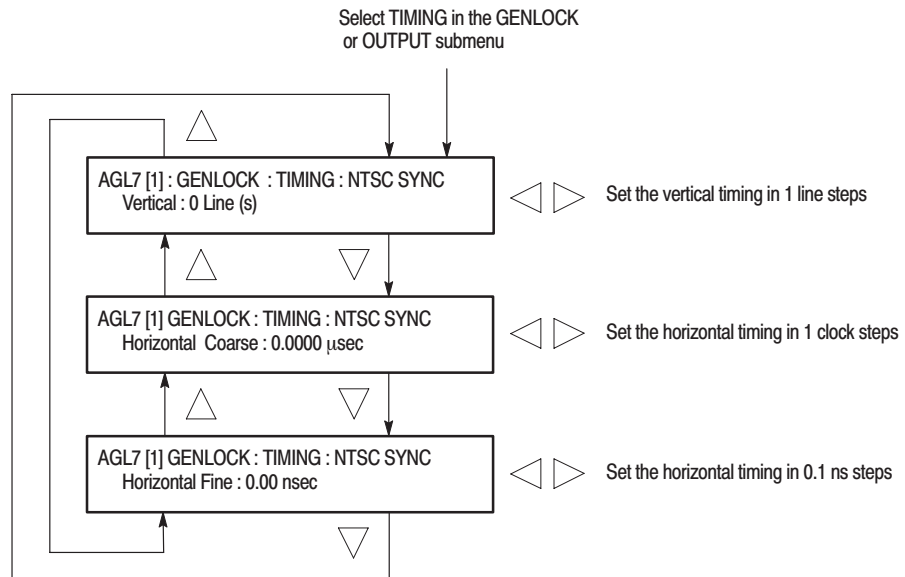 Select TIMING in the GENLOCK
or OUTPUT submenu
AGL7 [1] : GENLOCK : TIMING : NTSC SYNC
Vertical : 0 Line (s)
Set the vertical timing in 1 line steps
AGL7 [1] GENLOCK : TIMING : NTSC SYNC
Horizontal Coarse : 0.0000 μsec
Set the horizontal timing in 1 clock steps
AGL7 [1] GENLOCK : TIMING : NTSC SYNC
Horizontal Fine : 0.00 nsec
Set the horizontal timing in 0.1 ns steps